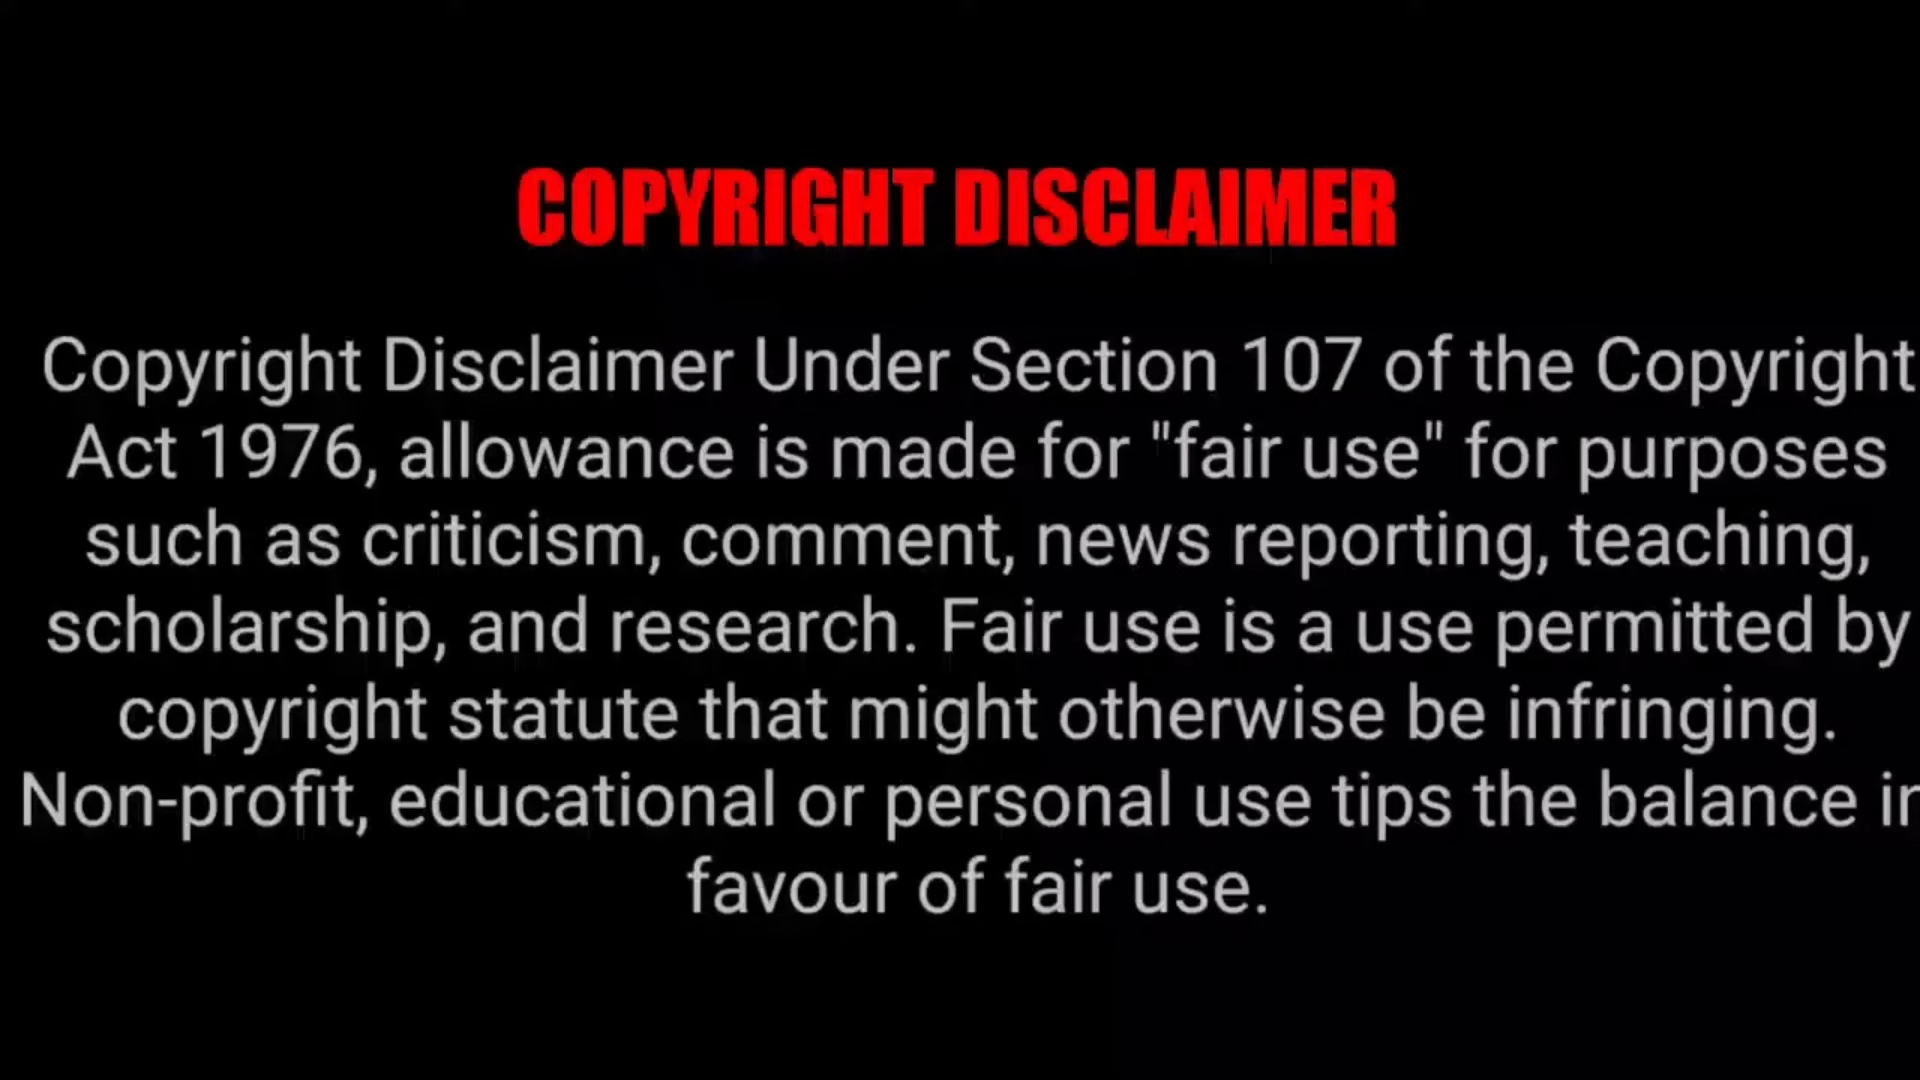 COPYRIGHT DISCLAIMER
Copyright Disclaimer Under Section 107 of the Copyright
Act 1976, allowance is made for "fair use" for purposes
such as criticism, comment, news reporting, teaching,
scholarship, and research. Fair use is a use permitted by
copyright statute that might otherwise be infringing.
Non-profit, educational or personal use tips the balance in
favour of fair use.